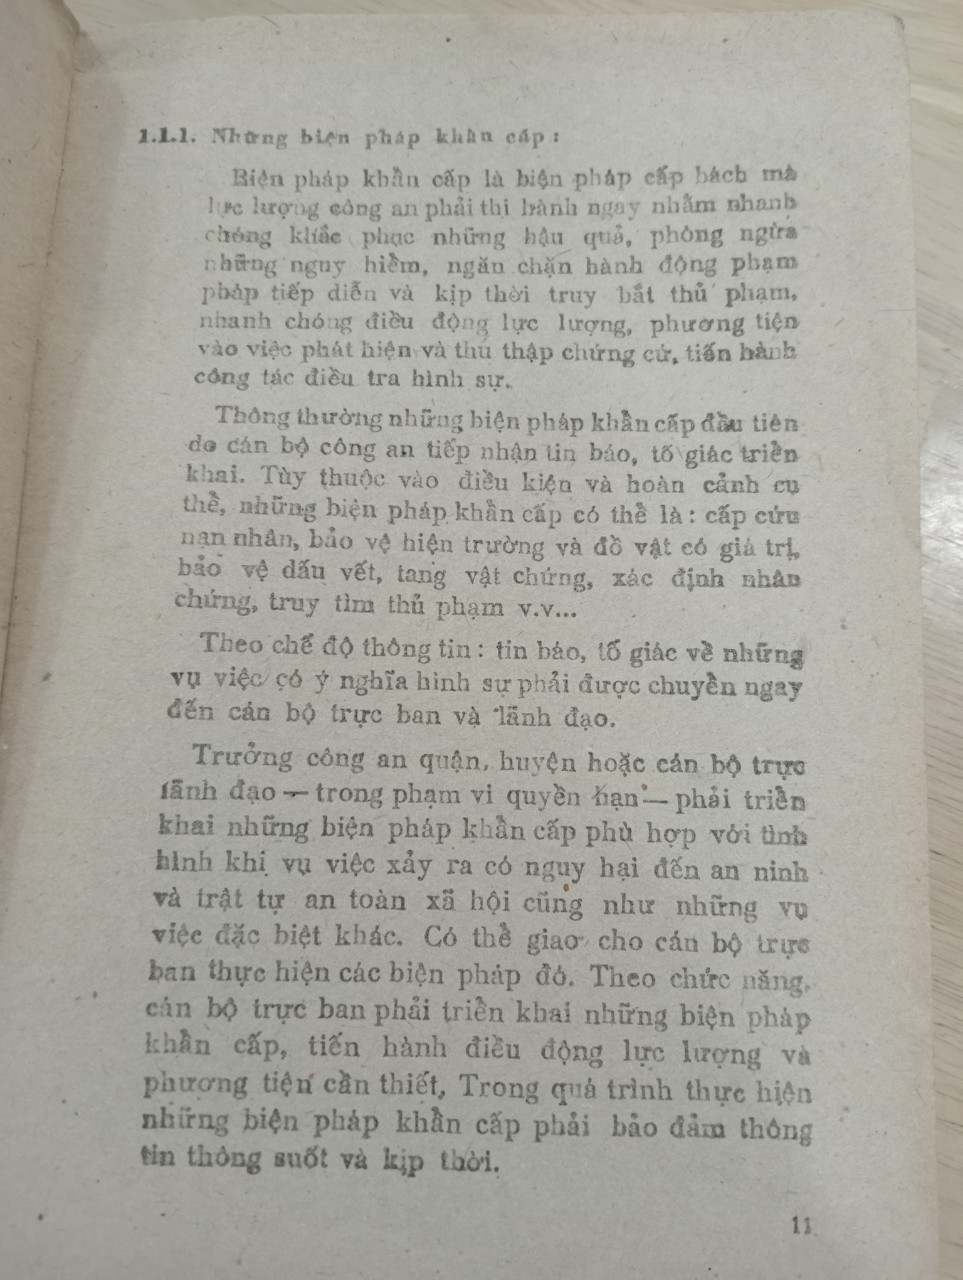 1.1.1. Những biện pháp khẩn cấp :
Biện pháp khẩn cấp là biện pháp cấp bách mà
lực lượng công an phải thi hành ngay nhằm nhanh
chóng khắc phục những hậu quả, phòng ngừa
những nguy hiểm, ngăn chặn hành động phạm
pháp tiếp diễn và kịp thời truy bắt thủ phạm,
nhanh chóng điều động lực lượng, phương tiện
vào việc phát hiện và thu thập chứng cứ, tiến hành
công tác điều tra hình sự.
Thông thường những biện pháp khẩn cấp đầu tiên
do cán bộ công an tiếp nhận tin báo, tố giác triển
khai. Tùy thuộc vào điều kiện và hoàn cảnh cụ
thể, những biện pháp khẩn cấp có thể là : cấp cứu
nạn nhân, bảo vệ hiện trường và đồ vật có giá trị,
bảo vệ dấu vết, tang vật chứng, xác định nhân
chứng, truy tìm thủ phạm v.v...
Theo chế độ thông tin : tin báo, tố giác về những
vụ việc có ý nghĩa hình sự phải được chuyển ngay
đến cán bộ trực ban và lãnh đạo.
Trưởng công an quận, huyện hoặc cán bộ trực
lãnh đạo — trong phạm vi quyền hạn — phải triển
khai những biện pháp khẩn cấp phù hợp với tình
hình khi vụ việc xảy ra có nguy hại đến an ninh
và trật tự an toàn xã hội cũng như những vụ
việc đặc biệt khác. Có thể giao cho cán bộ trực
ban thực hiện các biện pháp đó. Theo chức năng,
cán bộ trực ban phải triển khai những biện pháp
khẩn cấp, tiến hành điều động lực lượng và
phương tiện cần thiết, Trong quá trình thực hiện
những biện pháp khẩn cấp phải bảo đảm thông
tin thông suốt và kịp thời.
11